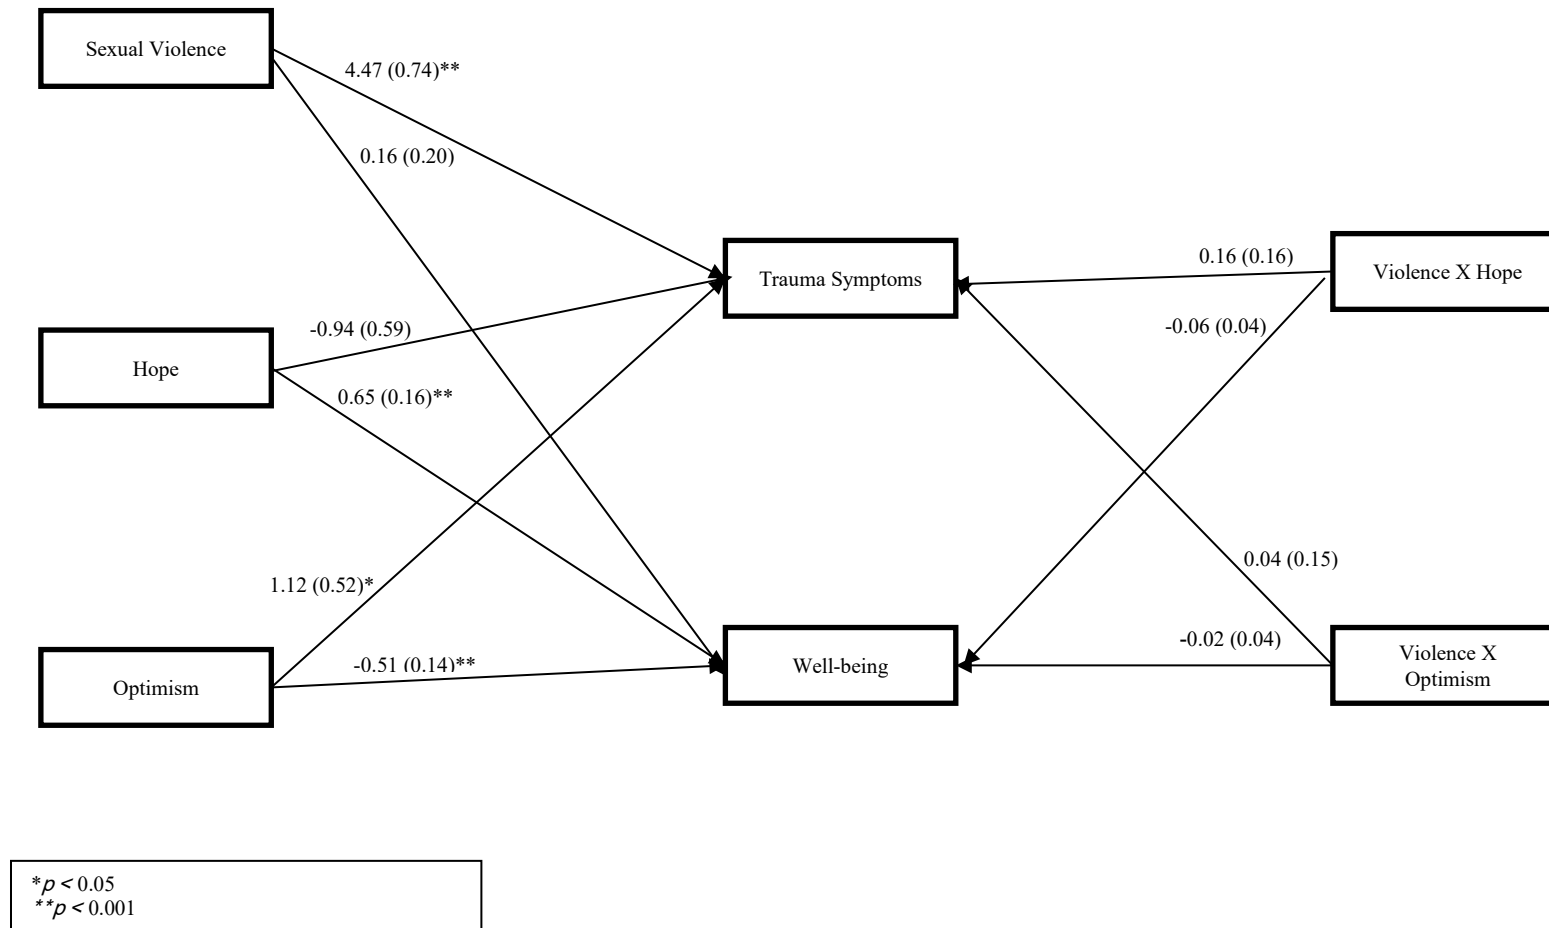 Sexual Violence
4.47 (0.74)**
0.16 (0.20)
Trauma Symptoms
0.16 (0.16)
Violence X Hope
-0.94 (0.59)
-0.06 (0.04)
Hope
0.65 (0.16)**
1.12 (0.52)*
0.04 (0.15)
-0.51 (0.14)**
-0.02 (0.04)
Optimism
Well-being
Violence X
Optimism
*p < 0.05
**p < 0.001